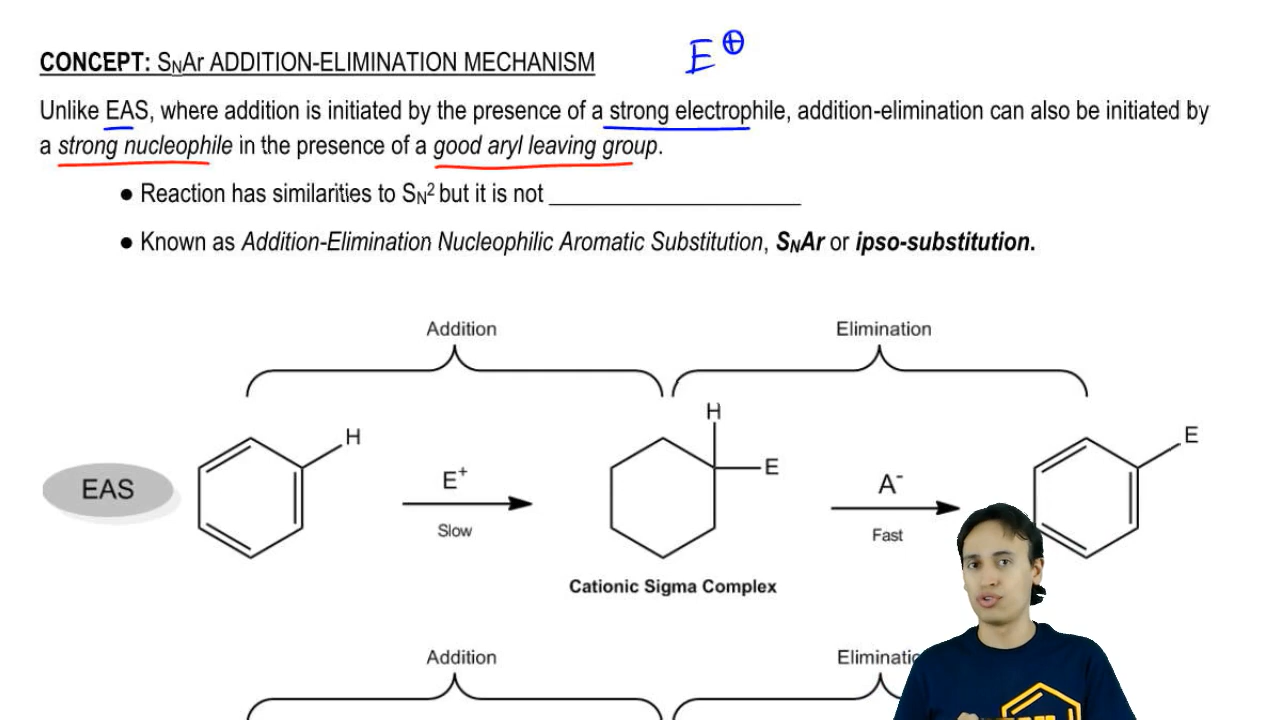 CONCEPT: SNAr ADDITION-ELIMINATION MECHANISM
E⊕
Unlike EAS, where addition is initiated by the presence of a strong electrophile, addition-elimination can also be initiated by
a strong nucleophile in the presence of a good aryl leaving group.
● Reaction has similarities to SN2 but it is not ____________________
● Known as Addition-Elimination Nucleophilic Aromatic Substitution, SNAr or ipso-substitution.
Addition
Elimination
H
H
E
E
EAS
E+
Slow
A-
Fast
Cationic Sigma Complex
Addition